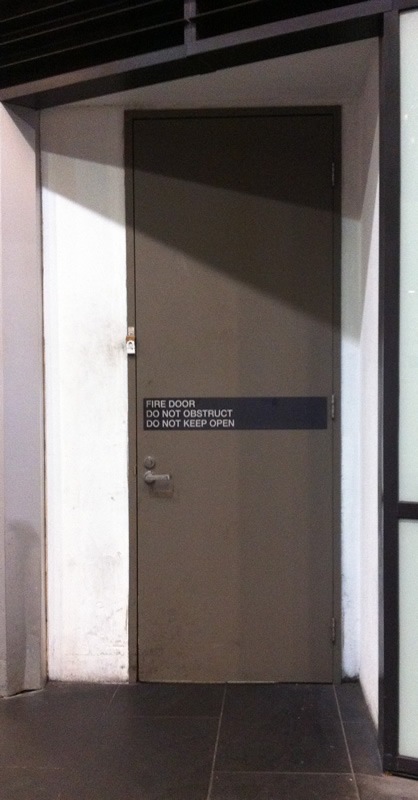 FIRE DOOR
DO NOT OBSTRUCT
DO NOT KEEP OPEN